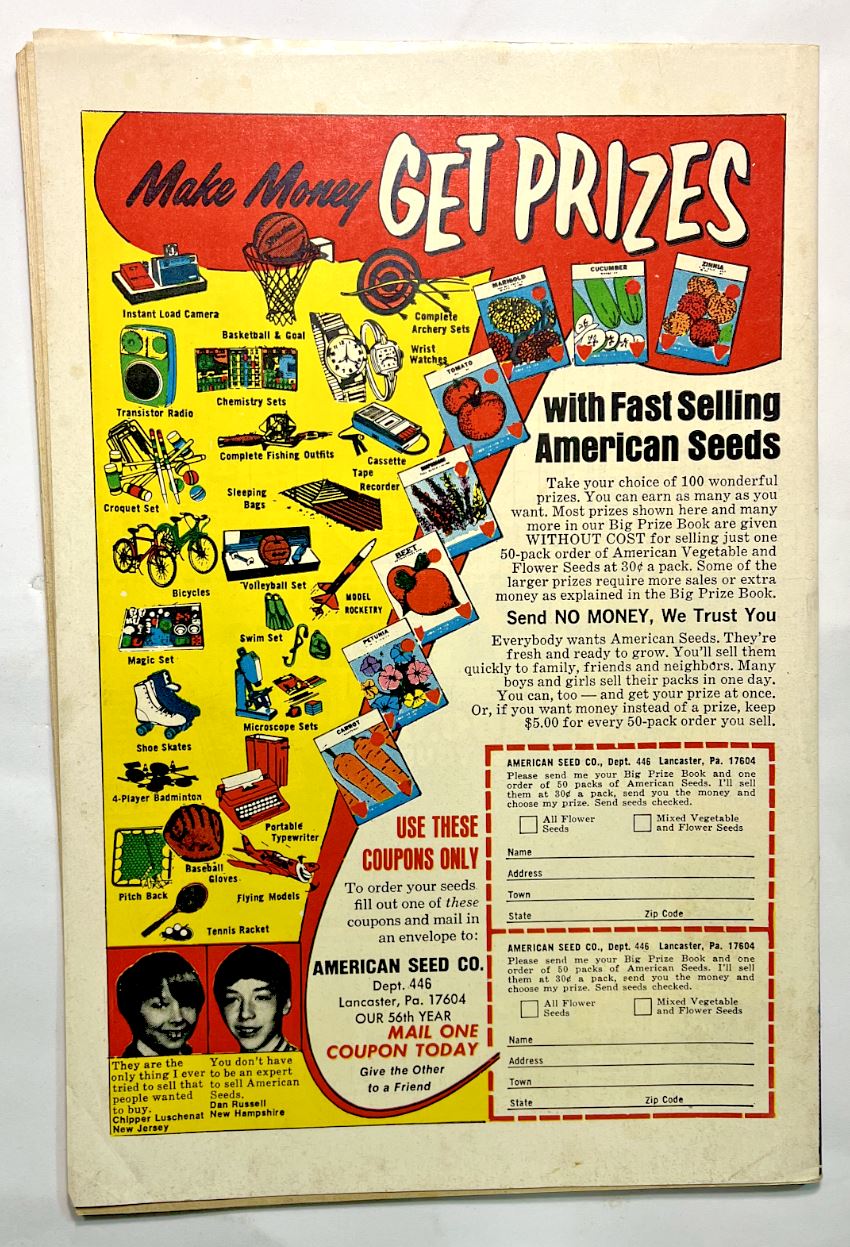 Make Money GET PRIZES
Instant Load Camera
Basketball & Goal
Complete
Archery Sets
Wrist
Watches
Transistor Radio
Chemistry Sets
Complete Fishing Outfits
Cassette
Tape
Recorder
Croquet Set
Sleeping
Bags
Bicycles
Volleyball Set
MODEL
ROCKETRY
Magic Set
Swim Set
Shoe Skates
Microscope Sets
4-Player Badminton
Portable
Typewriter
Pitch Back
Baseball
Gloves
Flying Models
Tennis Racket
MARIGOLD
CUCUMBER
ZINNIA
TOMATO
BEET
PETUNIA
CARROT
with Fast Selling
American Seeds
Take your choice of 100 wonderful
prizes. You can earn as many as you
want. Most prizes shown here and many
more in our Big Prize Book are given
WITHOUT COST for selling just one
50-pack order of American Vegetable and
Flower Seeds at 30¢ a pack. Some of the
larger prizes require more sales or extra
money as explained in the Big Prize Book.
Send NO MONEY, We Trust You
Everybody wants American Seeds. They're
fresh and ready to grow. You'll sell them
quickly to family, friends and neighbors. Many
boys and girls sell their packs in one day.
You can, too — and get your prize at once.
Or, if you want money instead of a prize, keep
$5.00 for every 50-pack order you sell.
USE THESE
COUPONS ONLY
To order your seeds
fill out one of these
coupons and mail in
an envelope to:
AMERICAN SEED CO.
Dept. 446
Lancaster, Pa. 17604
OUR 56th YEAR
MAIL ONE
COUPON TODAY
Give the Other
to a Friend
AMERICAN SEED CO., Dept. 446 Lancaster, Pa. 17604
Please send me your Big Prize Book and one
order of 50 packs of American Seeds. I'll sell
them at 30¢ a pack, send you the money and
choose my prize. Send seeds checked.
All Flower
Seeds
Mixed Vegetable
and Flower Seeds
Name
Address
Town
State Zip Code
AMERICAN SEED CO., Dept. 446 Lancaster, Pa. 17604
Please send me your Big Prize Book and one
order of 50 packs of American Seeds. I'll sell
them at 30¢ a pack, send you the money and
choose my prize. Send seeds checked.
All Flower
Seeds
Mixed Vegetable
and Flower Seeds
Name
Address
Town
State Zip Code
They are the
only thing I ever
tried to sell that
people wanted
to buy.
Chipper Luschenat
New Jersey
You don't have
to be an expert
to sell American
Seeds.
Dan Russell
New Hampshire